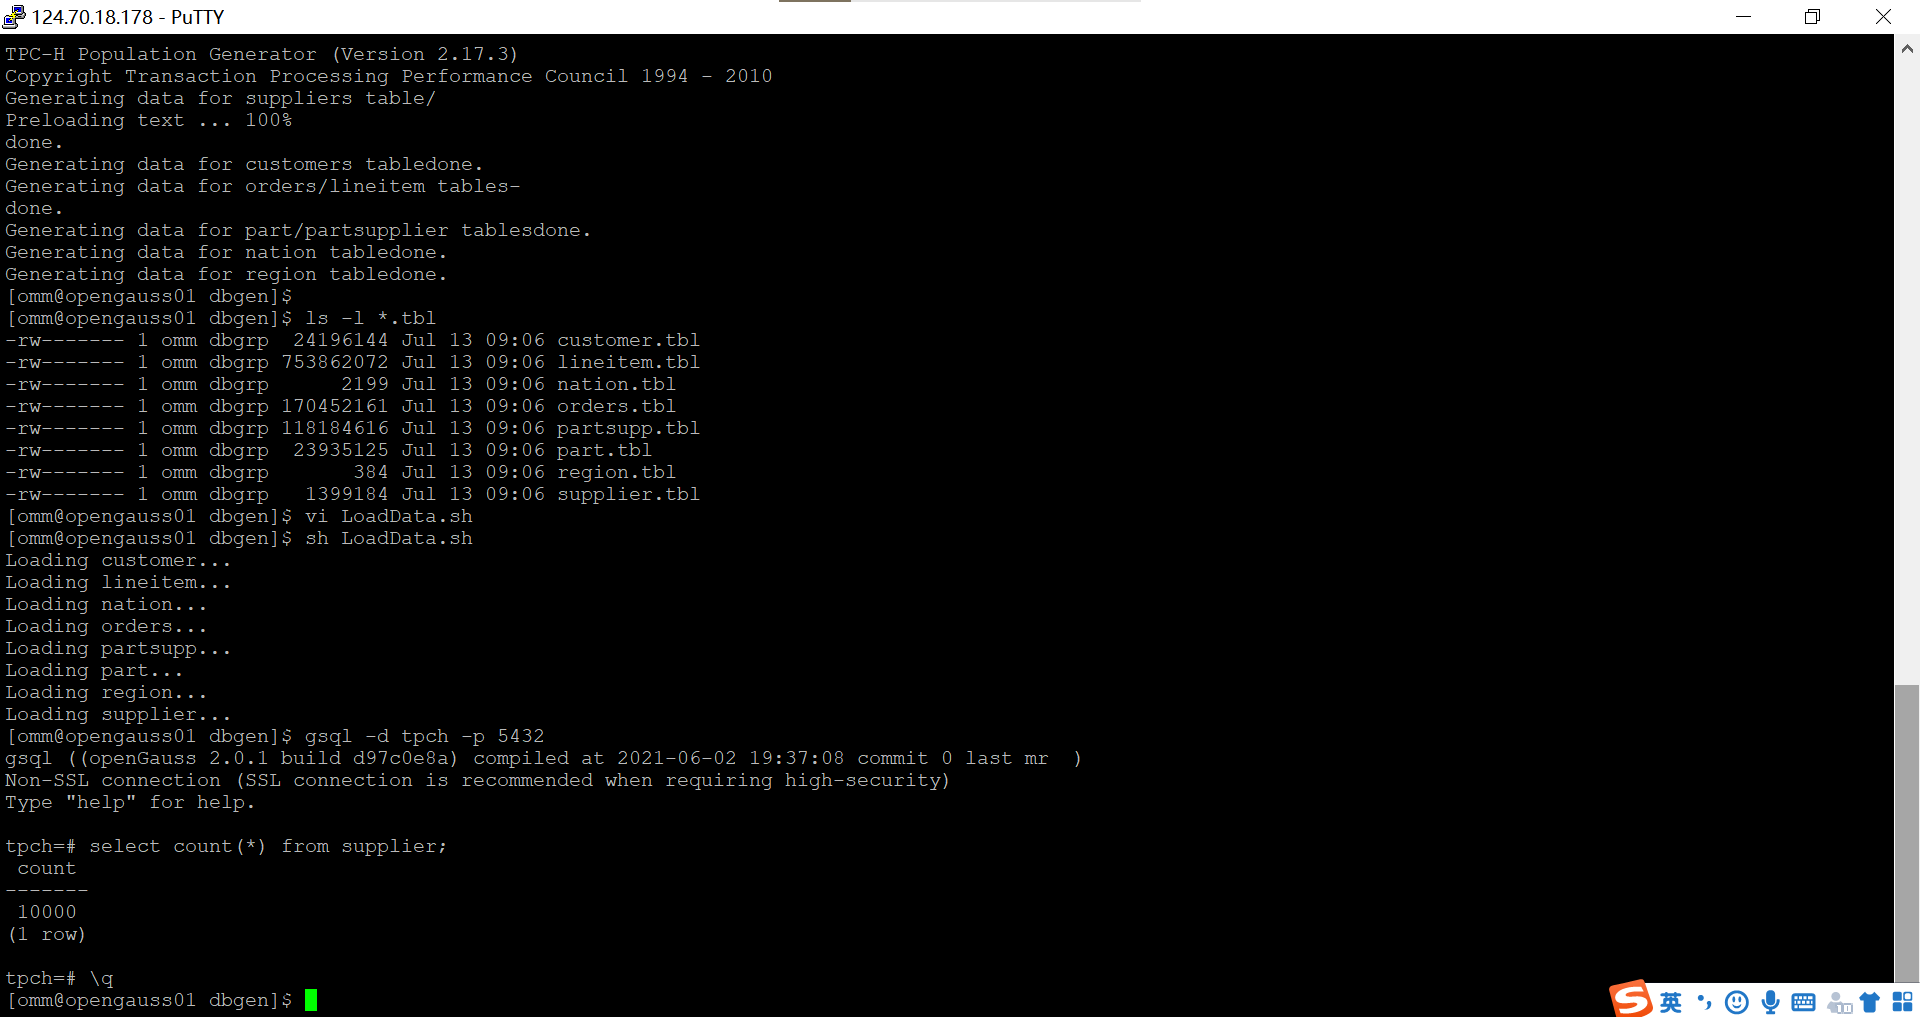 124.70.18.178 - PuTTY
TPC-H Population Generator (Version 2.17.3)
Copyright Transaction Processing Performance Council 1994 - 2010
Generating data for suppliers table/
Preloading text ... 100%
done.
Generating data for customers tabledone.
Generating data for orders/lineitem tables-
done.
Generating data for part/partsupplier tablesdone.
Generating data for nation tabledone.
Generating data for region tabledone.
[omm@opengauss01 dbgen]$
[omm@opengauss01 dbgen]$ ls -l *.tbl
-rw------- 1 omm dbgrp  24196144 Jul 13 09:06 customer.tbl
-rw------- 1 omm dbgrp 753862072 Jul 13 09:06 lineitem.tbl
-rw------- 1 omm dbgrp      2199 Jul 13 09:06 nation.tbl
-rw------- 1 omm dbgrp 170452161 Jul 13 09:06 orders.tbl
-rw------- 1 omm dbgrp 118184616 Jul 13 09:06 partsupp.tbl
-rw------- 1 omm dbgrp  23935125 Jul 13 09:06 part.tbl
-rw------- 1 omm dbgrp       384 Jul 13 09:06 region.tbl
-rw------- 1 omm dbgrp   1399184 Jul 13 09:06 supplier.tbl
[omm@opengauss01 dbgen]$ vi LoadData.sh
[omm@opengauss01 dbgen]$ sh LoadData.sh
Loading customer...
Loading lineitem...
Loading nation...
Loading orders...
Loading partsupp...
Loading part...
Loading region...
Loading supplier...
[omm@opengauss01 dbgen]$ gsql -d tpch -p 5432
gsql ((openGauss 2.0.1 build d97c0e8a) compiled at 2021-06-02 19:37:08 commit 0 last mr  )
Non-SSL connection (SSL connection is recommended when requiring high-security)
Type "help" for help.
tpch=# select count(*) from supplier;
 count
-------
 10000
(1 row)
tpch=# \q
[omm@opengauss01 dbgen]$
S 英